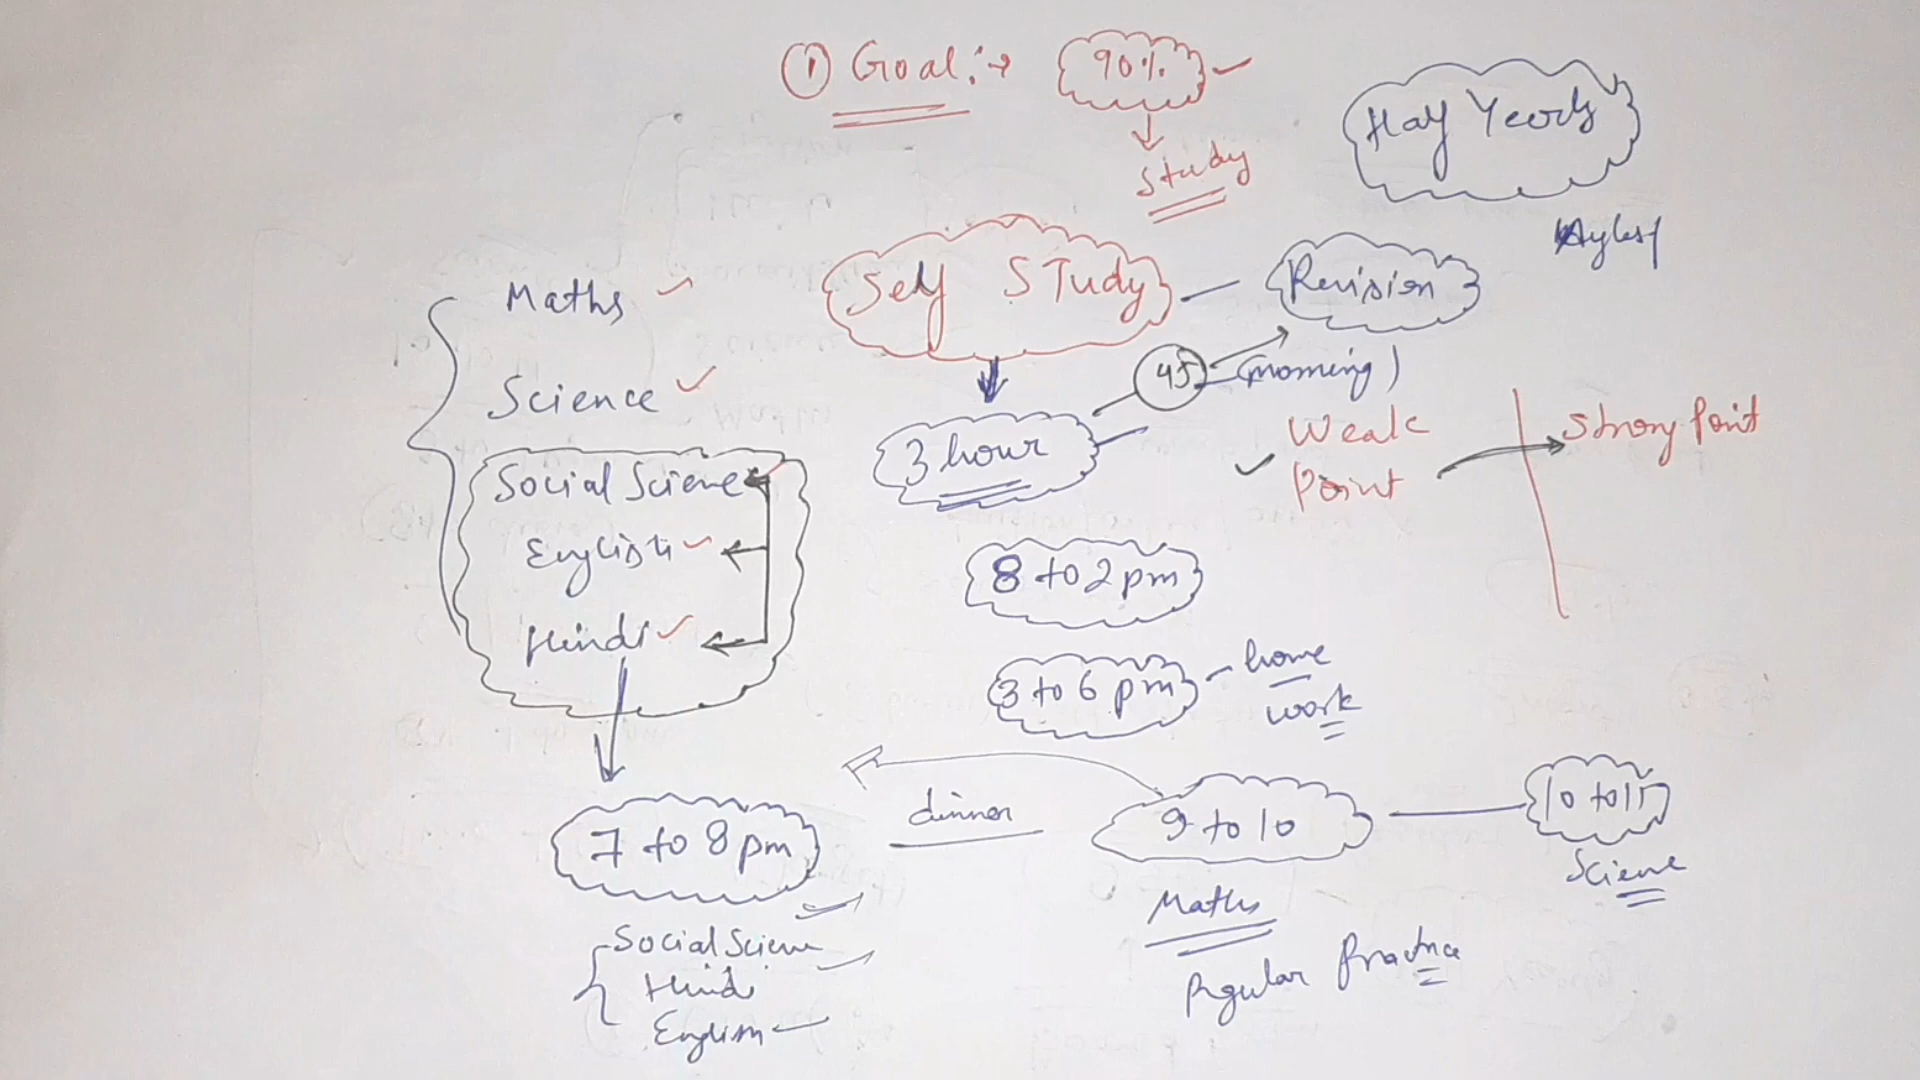 ① Goal :→ 90%
Study
Half Yearly
Self STudy
Revision
45
(morning)
3 hour
Weak
Point
Strong Point
Maths
Science
Social Science
English
Hindi
8 to 2 pm
3 to 6 pm
home
work
7 to 8 pm
dinner
9 to 10
10 to 11
Science
Maths
Regular Practice
Social Science
Hindi
English